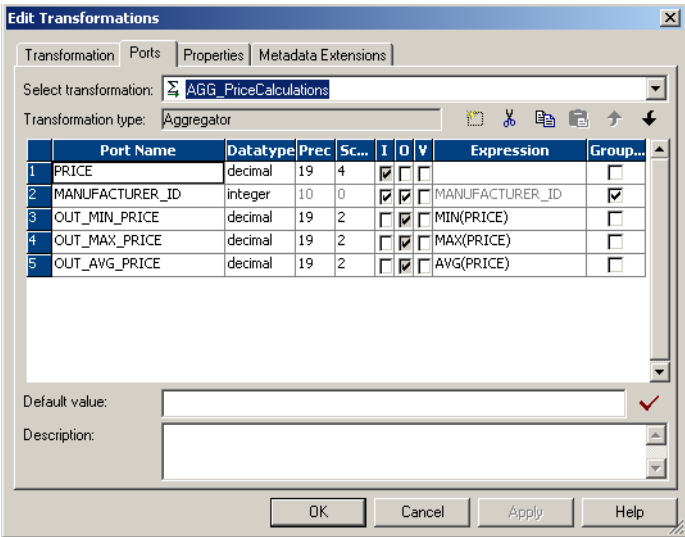 Edit Transformations
Transformation Ports Properties Metadata Extensions
Select transformation: AGG_PriceCalculations
Transformation type: Aggregator
Port Name Datatype Prec Sc... I O V Expression Group...
1 PRICE decimal 19 4
2 MANUFACTURER_ID integer 10 0 MANUFACTURER_ID
3 OUT_MIN_PRICE decimal 19 2 MIN(PRICE)
4 OUT_MAX_PRICE decimal 19 2 MAX(PRICE)
5 OUT_AVG_PRICE decimal 19 2 AVG(PRICE)
Default value:
Description:
OK Cancel Apply Help